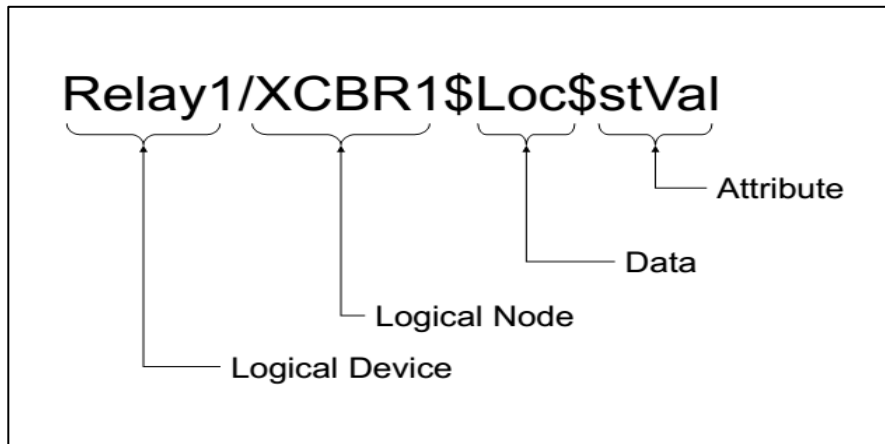 Relay1/XCBR1$Loc$stVal
Attribute
Data
Logical Node
Logical Device